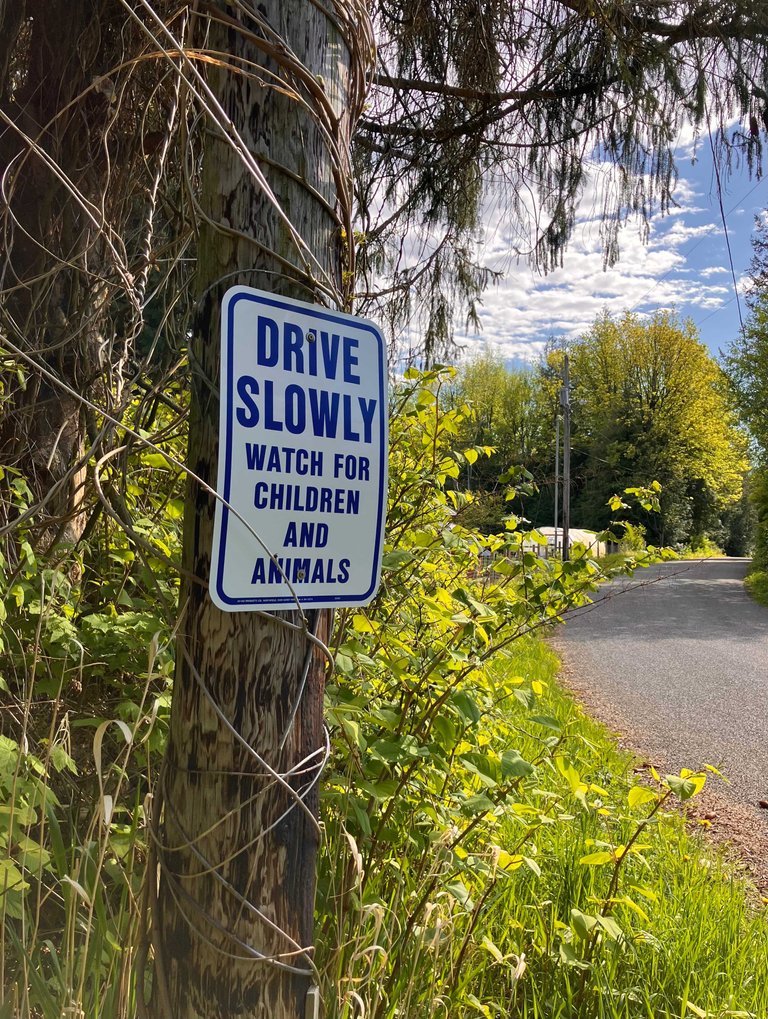 DRIVE
SLOWLY
WATCH FOR
CHILDREN
AND
ANIMALS